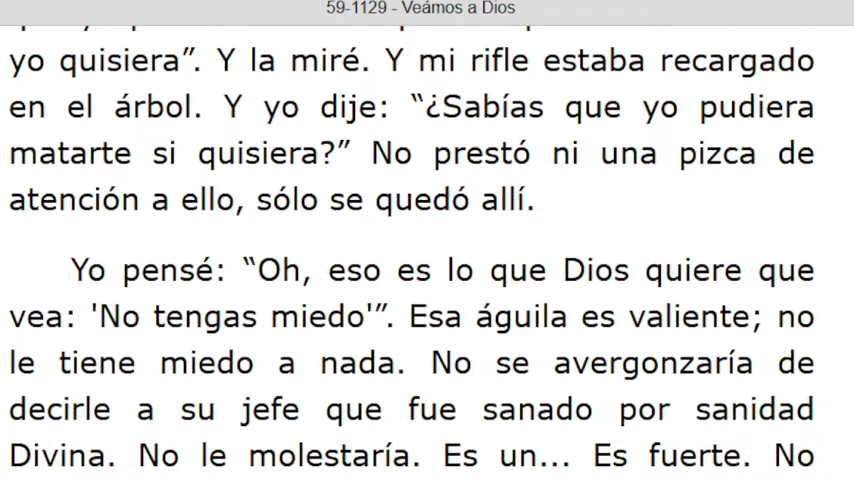 59-1129 - Veámos a Dios
yo quisiera”. Y la miré. Y mi rifle estaba recargado
en el árbol. Y yo dije: “¿Sabías que yo pudiera
matarte si quisiera?” No prestó ni una pizca de
atención a ello, sólo se quedó allí.
Yo pensé: “Oh, eso es lo que Dios quiere que
vea: 'No tengas miedo'”. Esa águila es valiente; no
le tiene miedo a nada. No se avergonzaría de
decirle a su jefe que fue sanado por sanidad
Divina. No le molestaría. Es un... Es fuerte. No